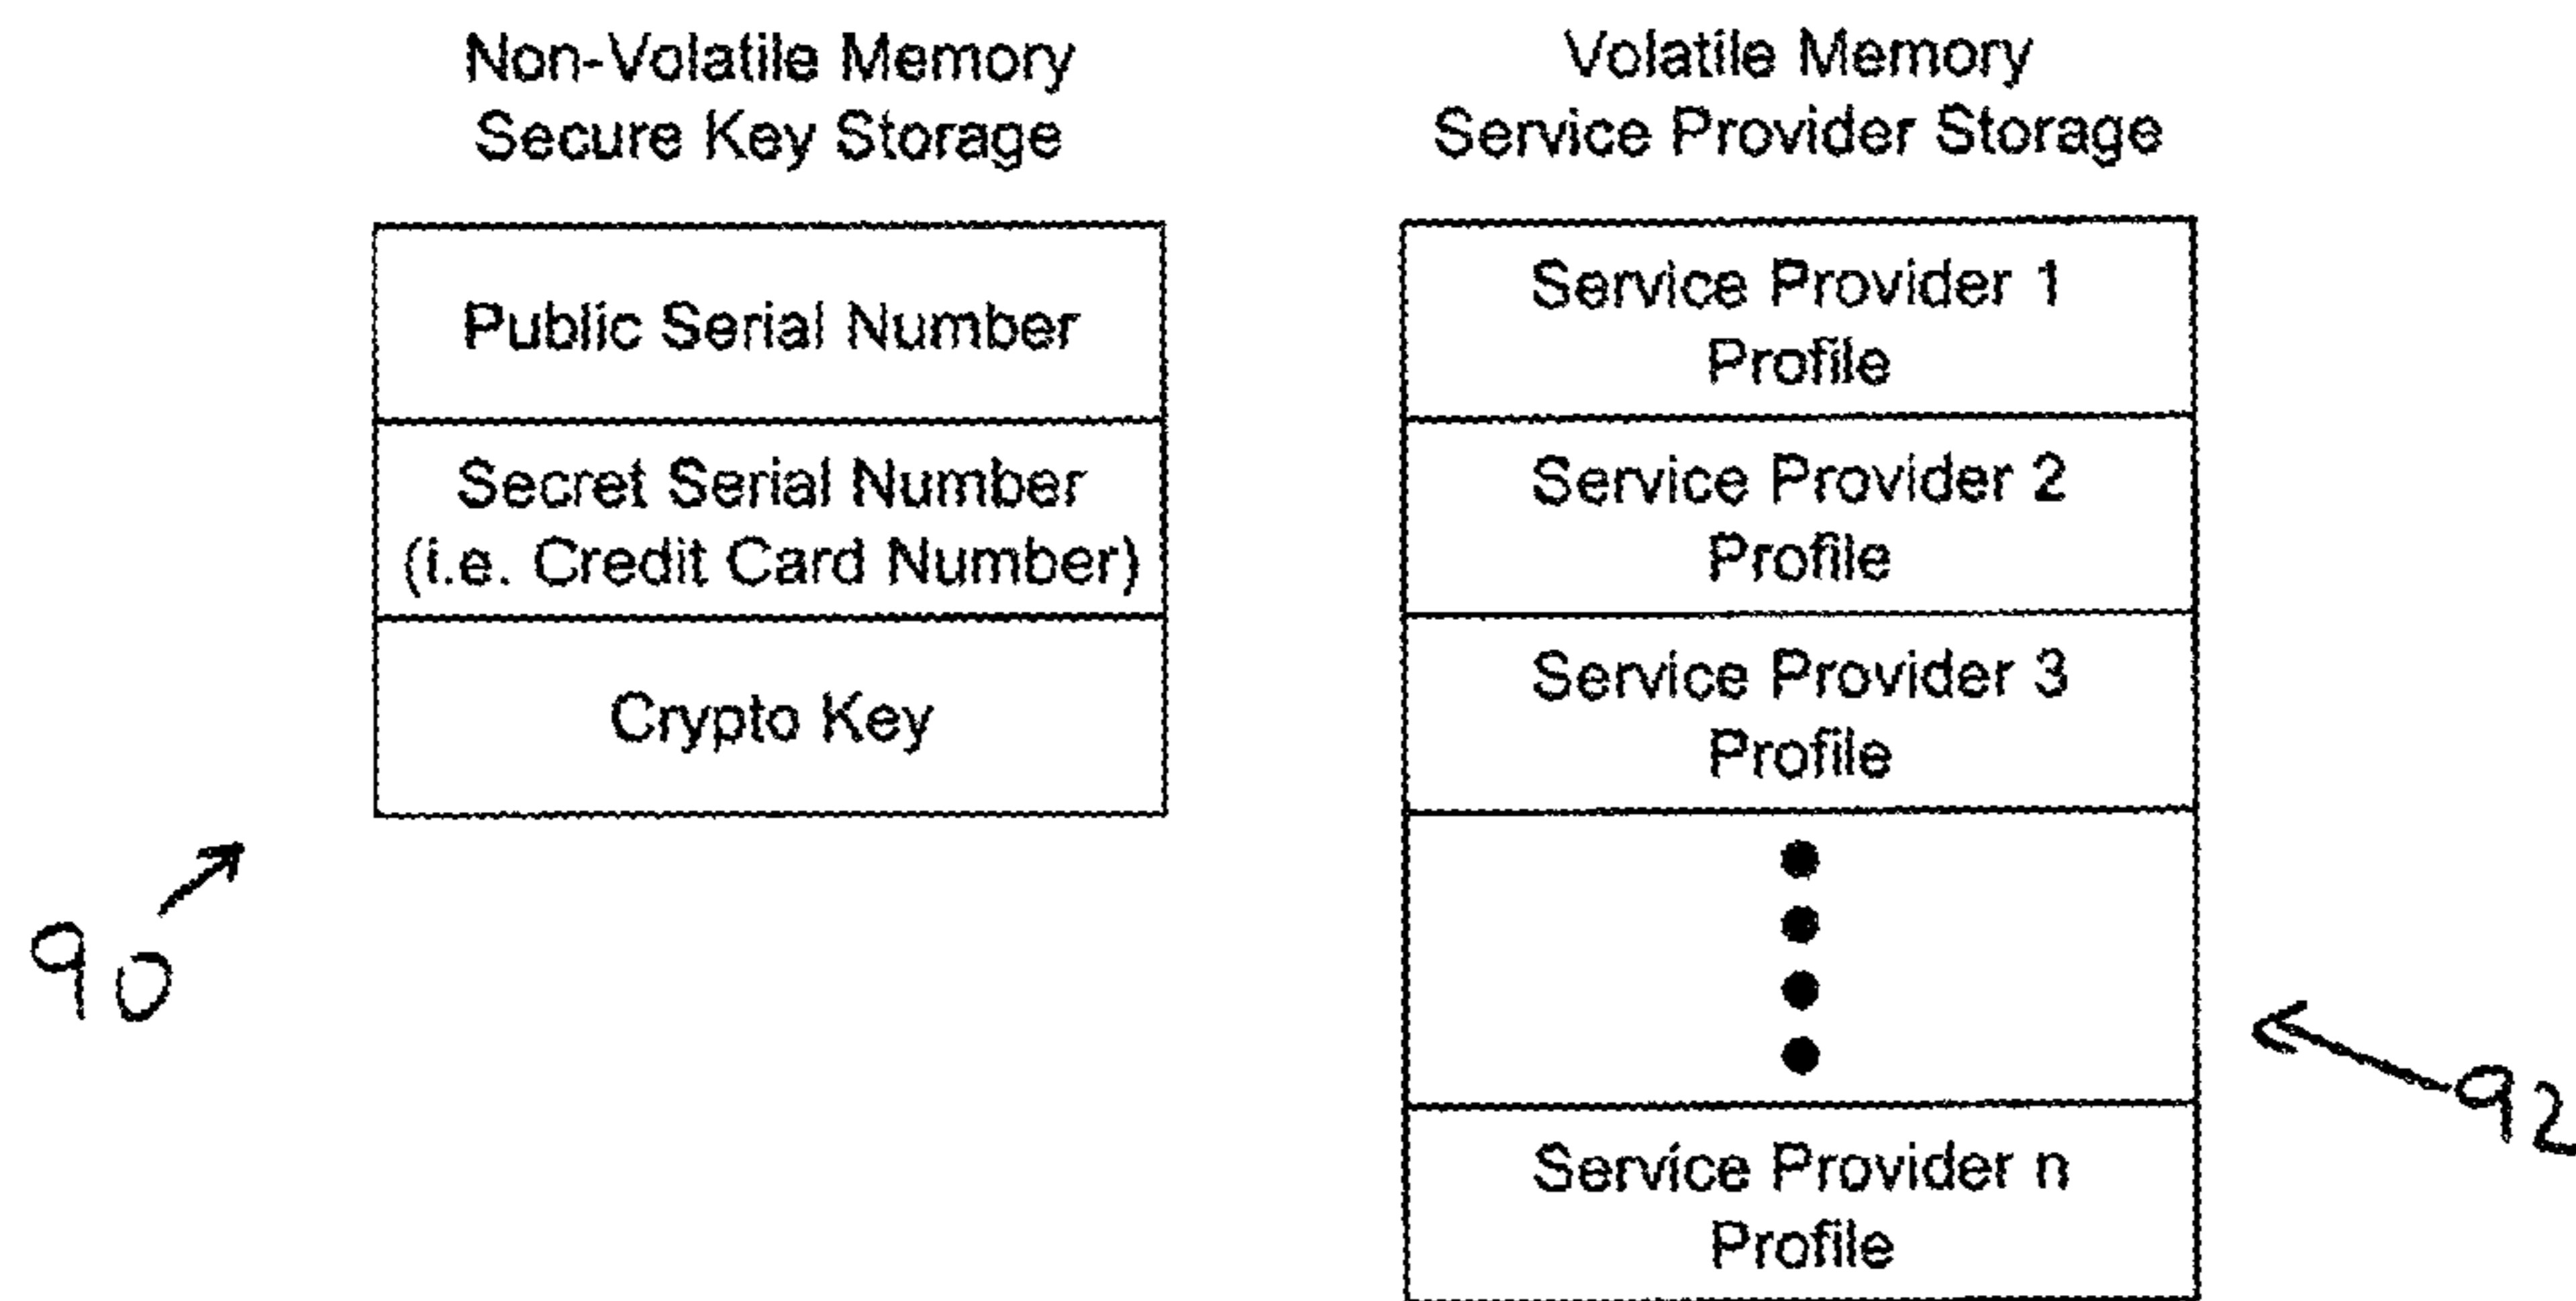 Non-Volatile Memory
Secure Key Storage
Public Serial Number
Secret Serial Number
(i.e. Credit Card Number)
Crypto Key
90
Volatile Memory
Service Provider Storage
Service Provider 1
Profile
Service Provider 2
Profile
Service Provider 3
Profile
Service Provider n
Profile
92